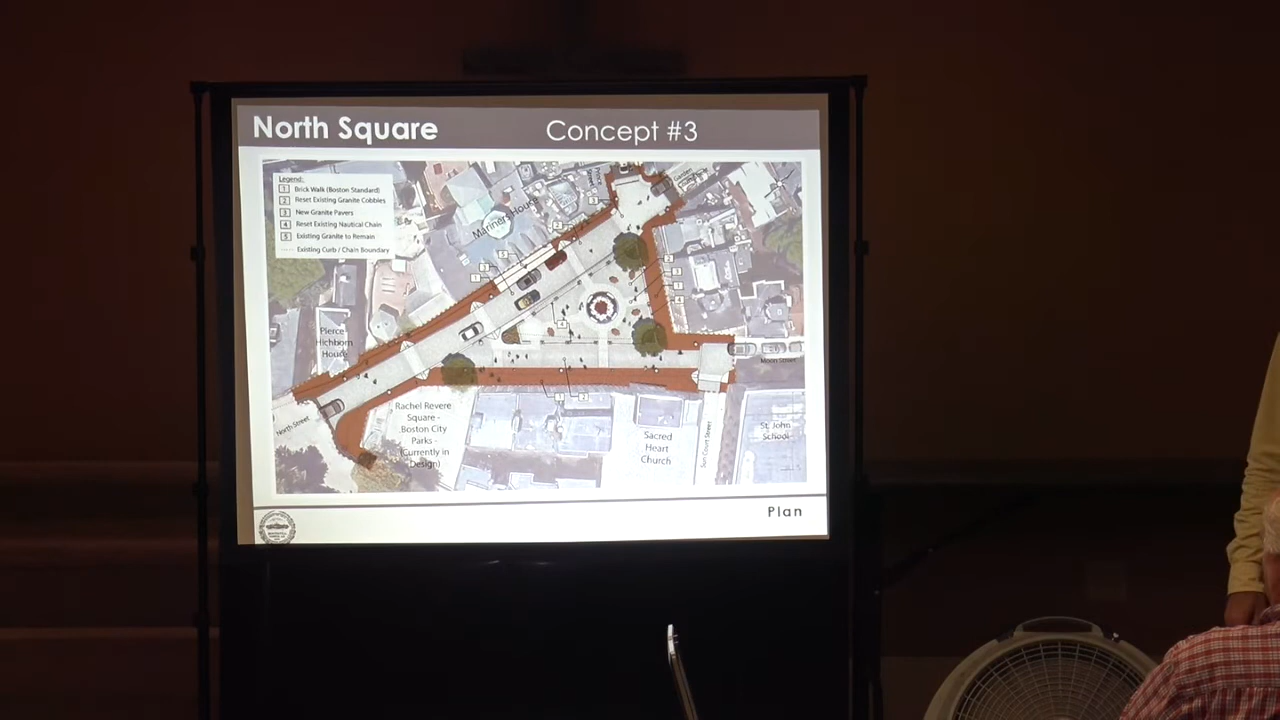 North Square
Concept #3
Legend:
1 Brick Walk (Boston Standard)
2 Reset Existing Granite Cobbles
3 New Granite Pavers
4 Reset Existing Nautical Chain
5 Existing Granite to Remain
Existing Curb / Chain Boundary
Mariners House
Pierce
Hichborn
House
North Street
Rachel Revere
Square -
Boston City
Parks -
(Currently in
Design)
Sacred
Heart
Church
Sun Court Street
Moon Street
St. John
School
Plan